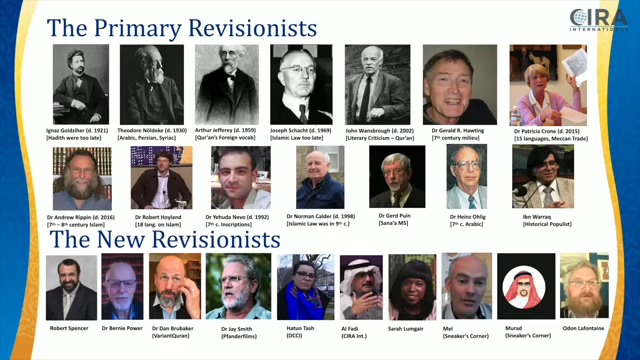 The Primary Revisionists
CIRA
INTERNATIONAL
Ignaz Goldsiher (d. 1921)
[Hadith were too late]
Theodore Nöldeke (d. 1930)
[Arabic, Persian, Syriac]
Arthur Jefferey (d. 1959)
[Qur'an's Foreign vocab]
Joseph Schacht (d. 1969)
[Islamic Law too late]
John Wansbrough (d. 2002)
[Literary Criticism – Qur'an]
Dr Gerald R. Hawting
[7th century milieu]
Dr Patricia Crone (d. 2015)
[15 languages, Meccan Trade]
Dr Andrew Rippin (d. 2016)
[7th – 8th century Islam]
Dr Robert Hoyland
[18 lang. on Islam]
Dr Yehuda Nevo (d. 1992)
[7th c. Inscriptions]
Dr Norman Calder (d. 1998)
[Islamic Law was in 9th c.]
Dr Gerd Puin
[Sana'a MS]
Dr Heinz Ohlig
[7th c. Arabic]
Ibn Warraq
[Historical Populist]
The New Revisionists
Robert Spencer
Dr Bernie Power
Dr Dan Brubaker
(VariantQuran)
Dr Jay Smith
(Pfanderfilms)
Hatun Tash
(DCCI)
Al Fadi
(CIRA Int.)
Sarah Lumgair
Mel
(Sneaker's Corner)
Murad
(Sneaker's Corner)
Odon Lafontaine